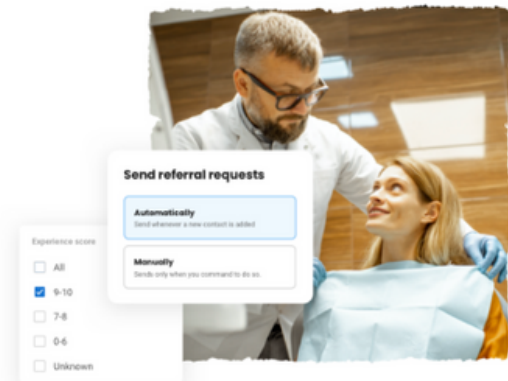 Send referral requests
Automatically
Send whenever a new contact is added
Manually
Sends only when you command to do so.
Experience score
All
9-10
7-8
0-6
Unknown